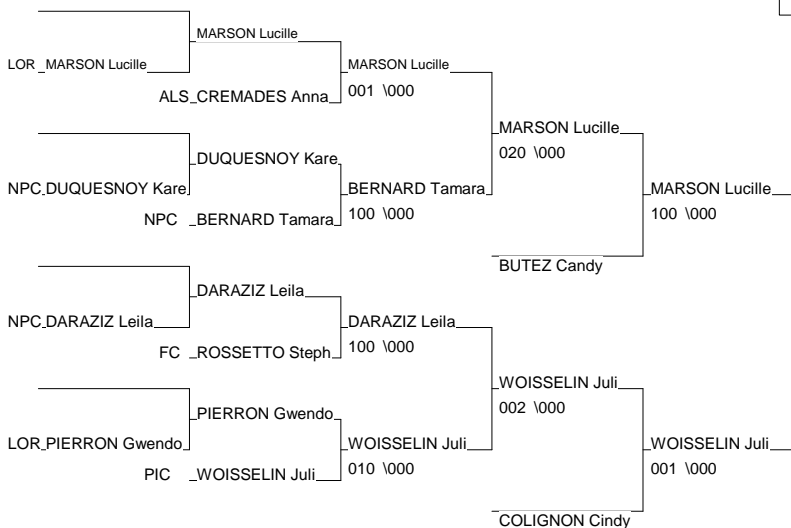 MARSON Lucille
LOR MARSON Lucille
MARSON Lucille
ALS CREMADES Anna
001 \000
MARSON Lucille
020 \000
DUQUESNOY Kare
NPC DUQUESNOY Kare
BERNARD Tamara
MARSON Lucille
NPC BERNARD Tamara
100 \000
100 \000
BUTEZ Candy
DARAZIZ Leila
NPC DARAZIZ Leila
DARAZIZ Leila
FC ROSSETTO Steph
100 \000
WOISSELIN Juli
002 \000
PIERRON Gwendo
LOR PIERRON Gwendo
WOISSELIN Juli
WOISSELIN Juli
PIC WOISSELIN Juli
010 \000
001 \000
COLIGNON Cindy